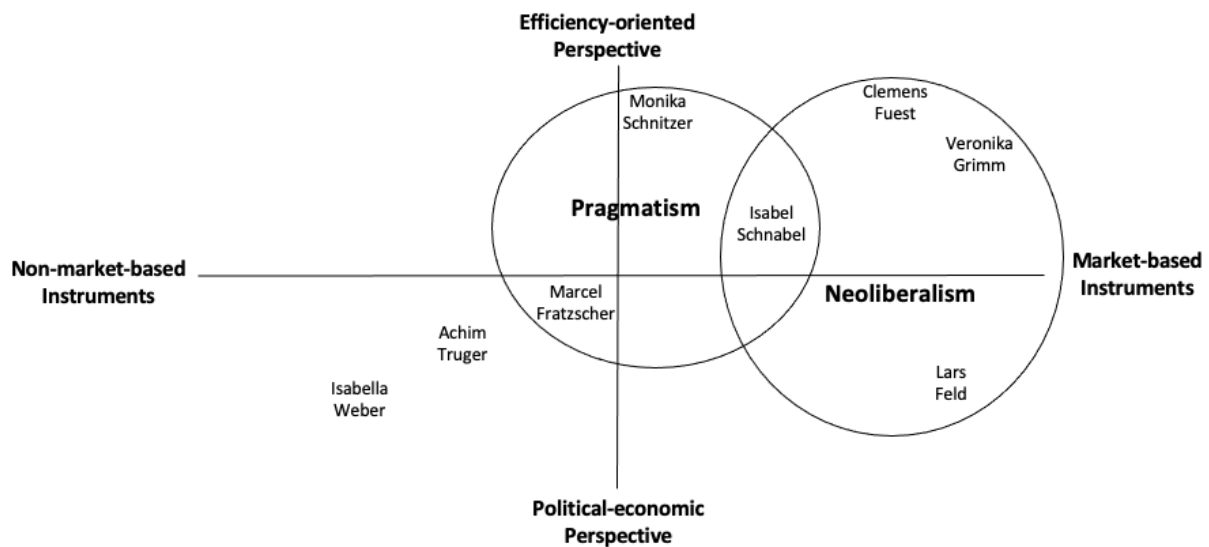 Efficiency-oriented
Perspective
Monika
Schnitzer
Clemens
Fuest
Veronika
Grimm
Pragmatism
Isabel
Schnabel
Non-market-based
Instruments
Market-based
Instruments
Marcel
Fratzscher
Neoliberalism
Achim
Truger
Isabella
Weber
Lars
Feld
Political-economic
Perspective